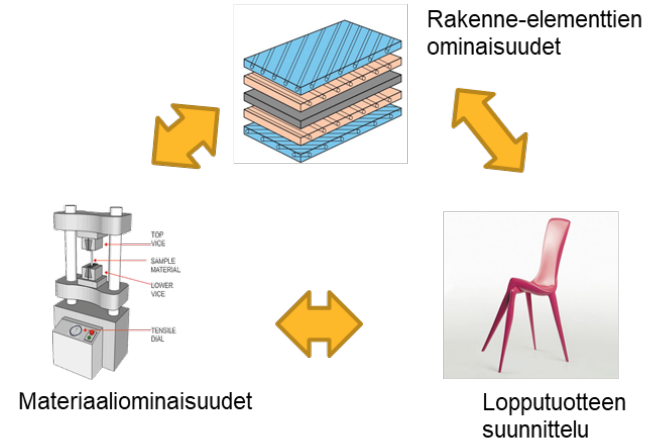 Rakenne-elementtien
ominaisuudet
TOP
VICE
SAMPLE
MATERIAL
LOWER
VICE
TENSILE
DIAL
Materiaaliominaisuudet
Lopputuotteen
suunnittelu